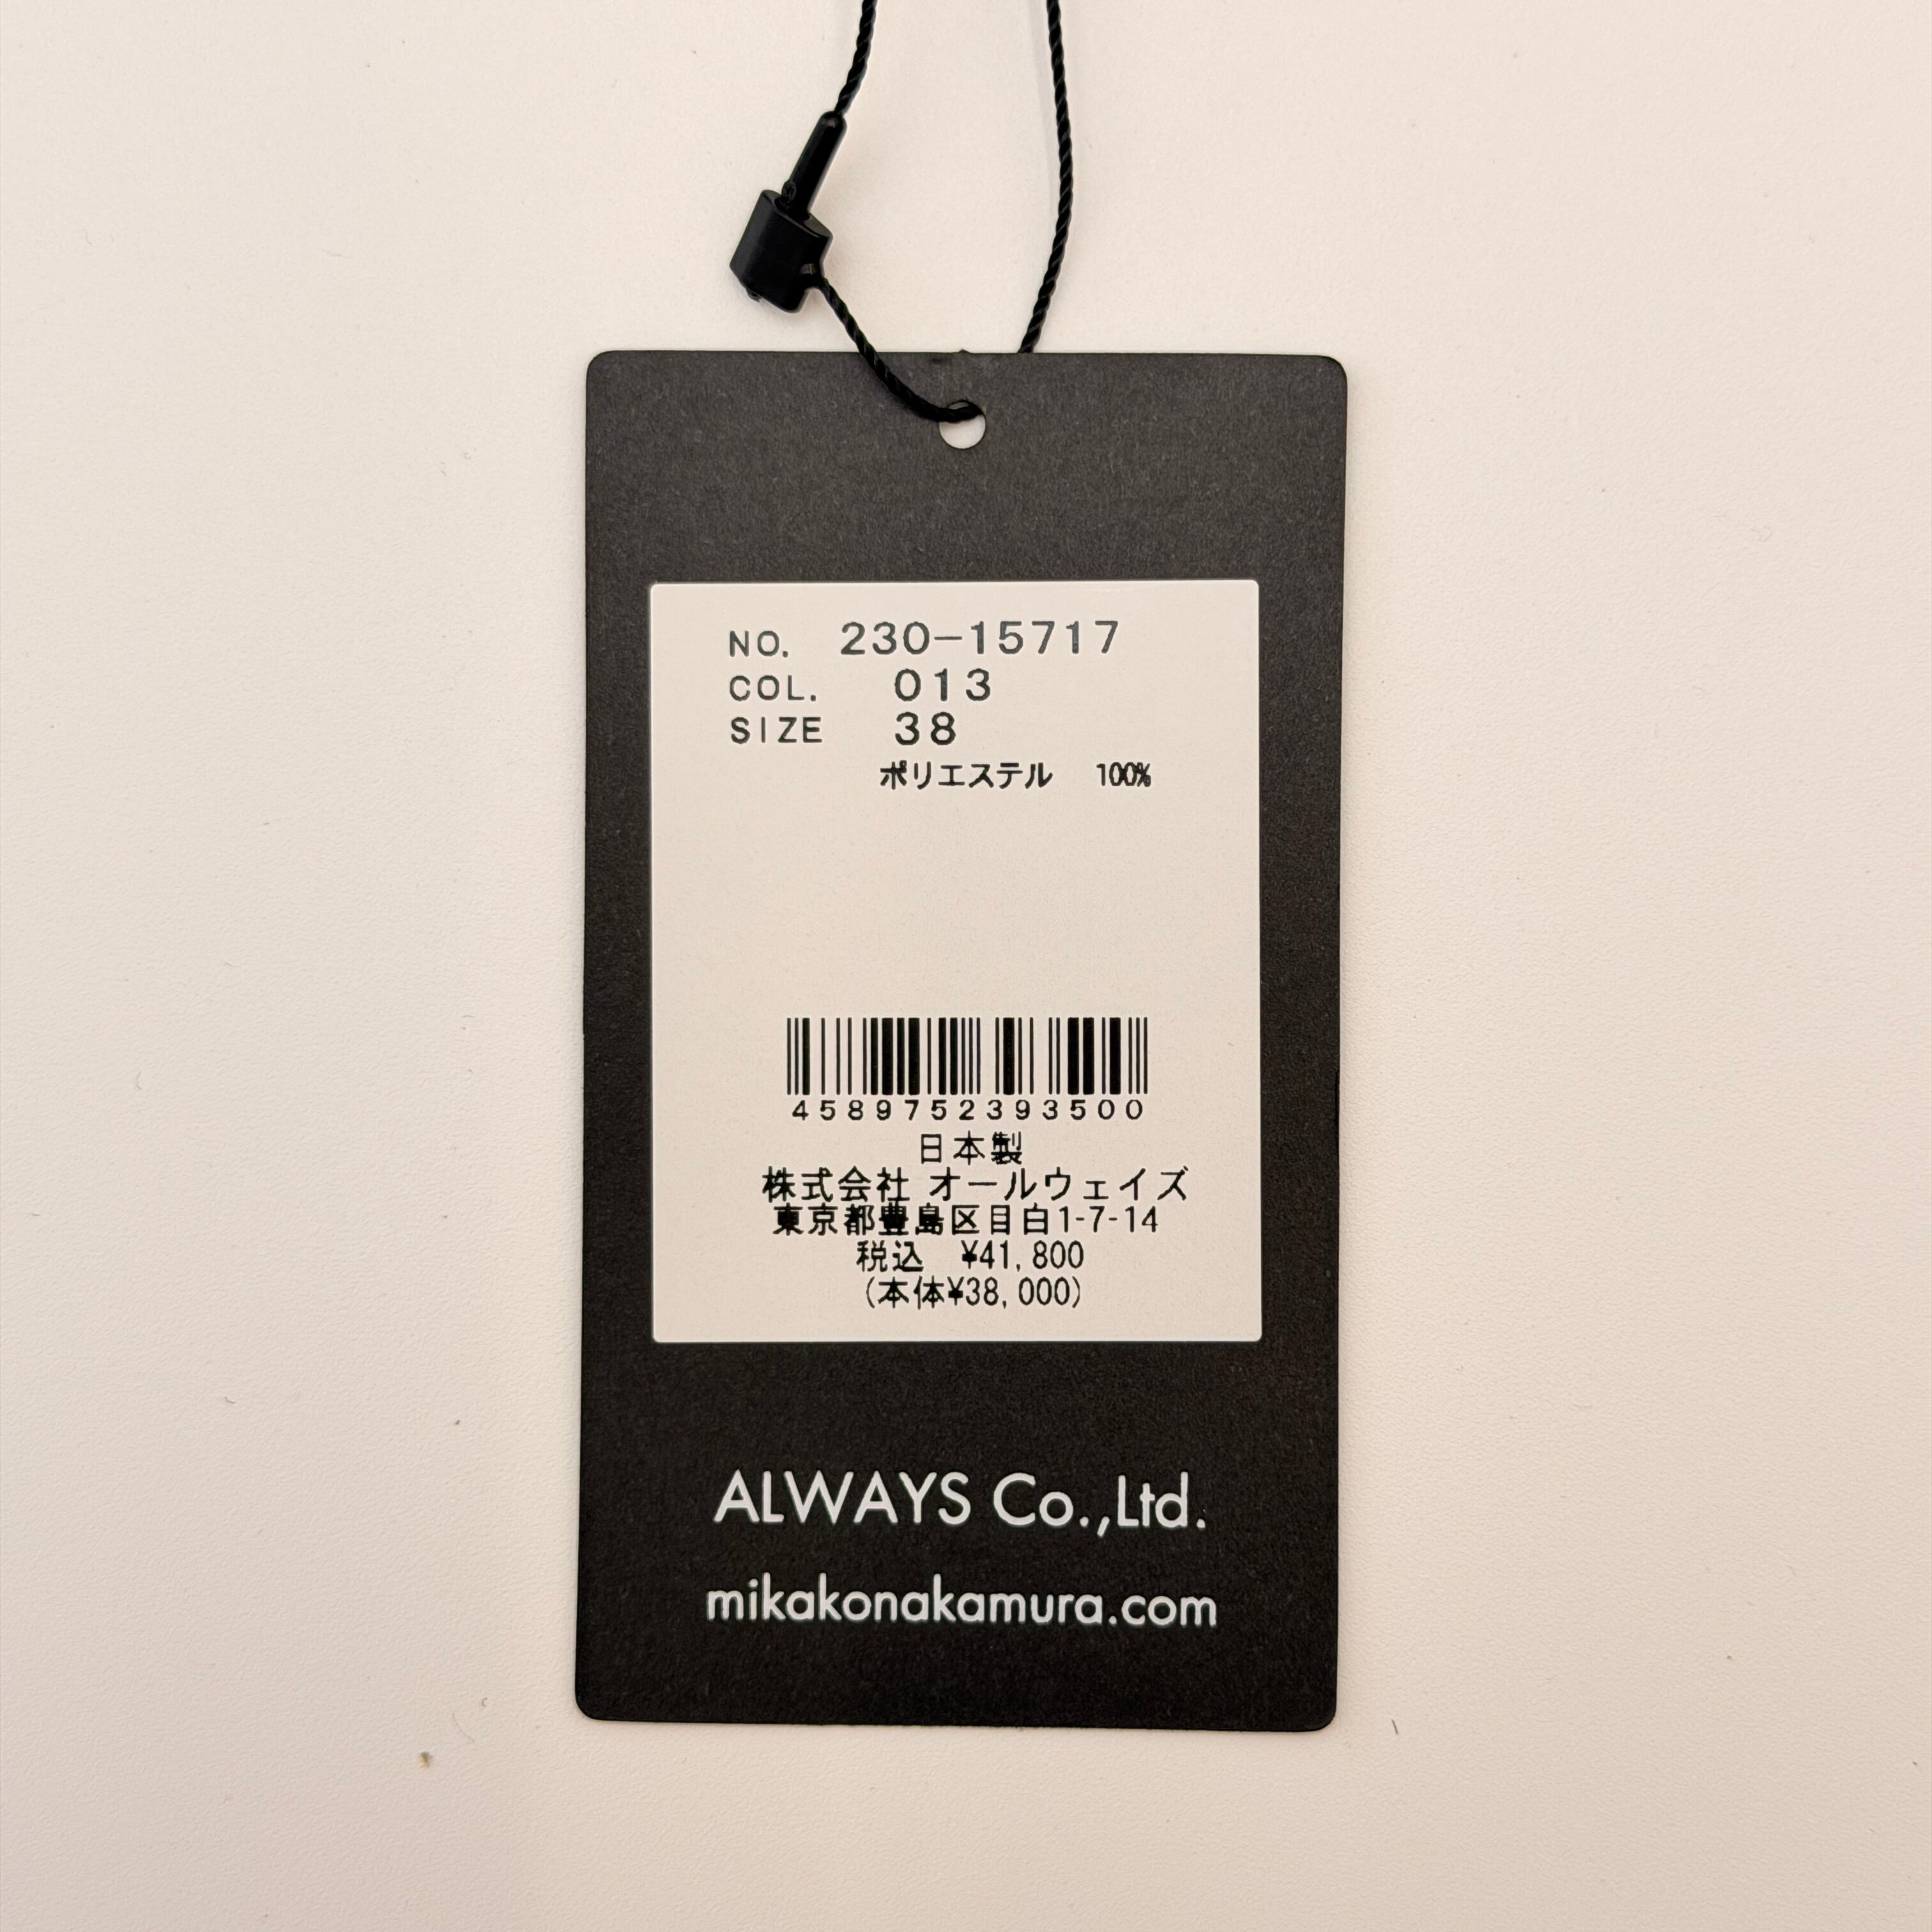 NO. 230-15717
COL. 013
SIZE 38
ポリエステル 100%
4589752393500
日本製
株式会社 オールウェイズ
東京都豊島区目白1-7-14
税込 ¥41,800
(本体¥38,000)
ALWAYS Co.,Ltd.
mikakonakamura.com